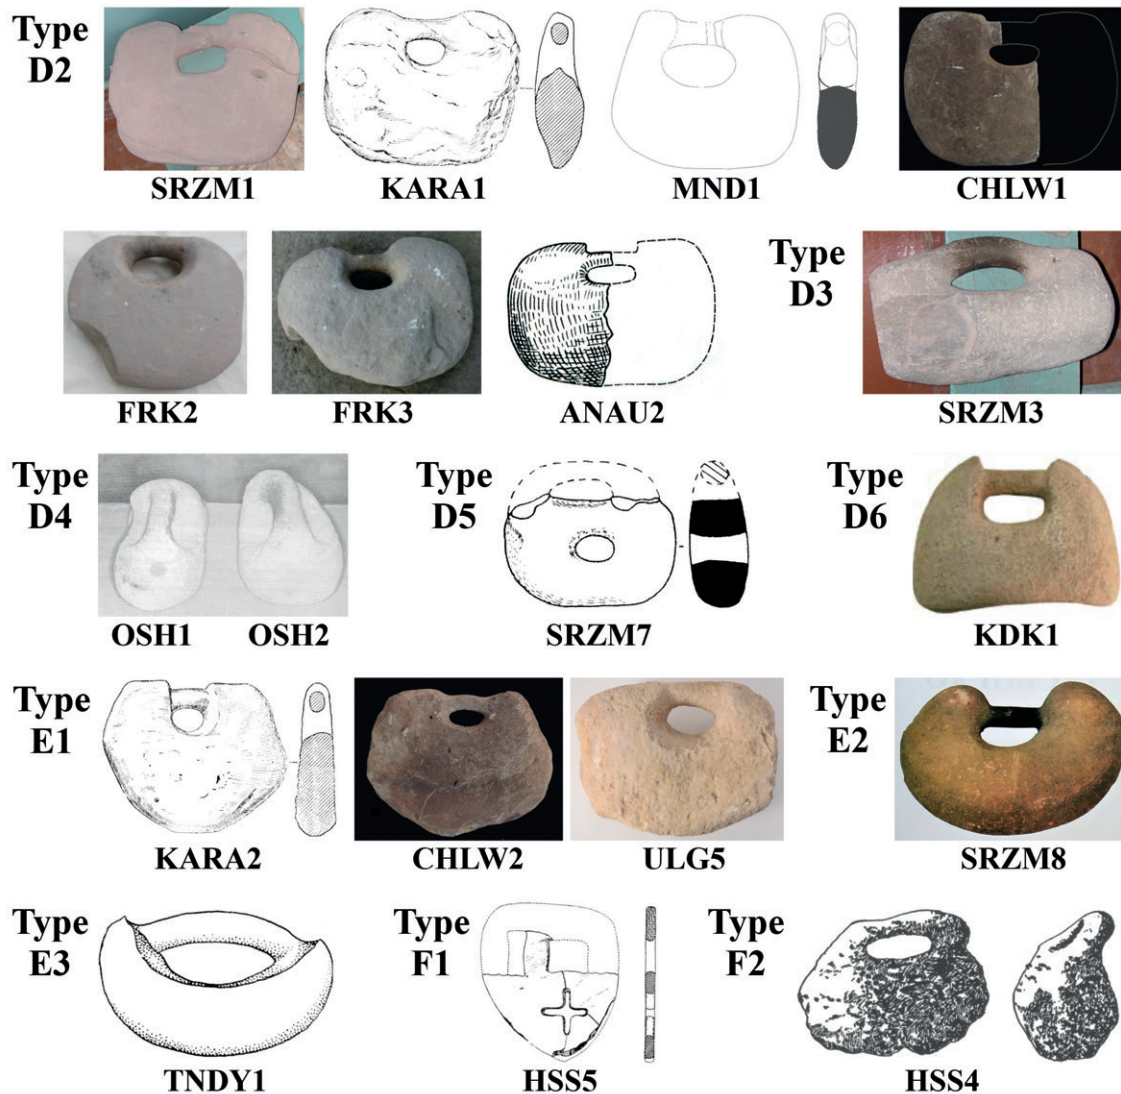 Type
D2
SRZM1
KARA1
MND1
CHLW1
FRK2
FRK3
ANAU2
Type
D3
SRZM3
Type
D4
OSH1
OSH2
Type
D5
SRZM7
Type
D6
KDK1
Type
E1
KARA2
CHLW2
ULG5
Type
E2
SRZM8
Type
E3
TNDY1
Type
F1
HSS5
Type
F2
HSS4